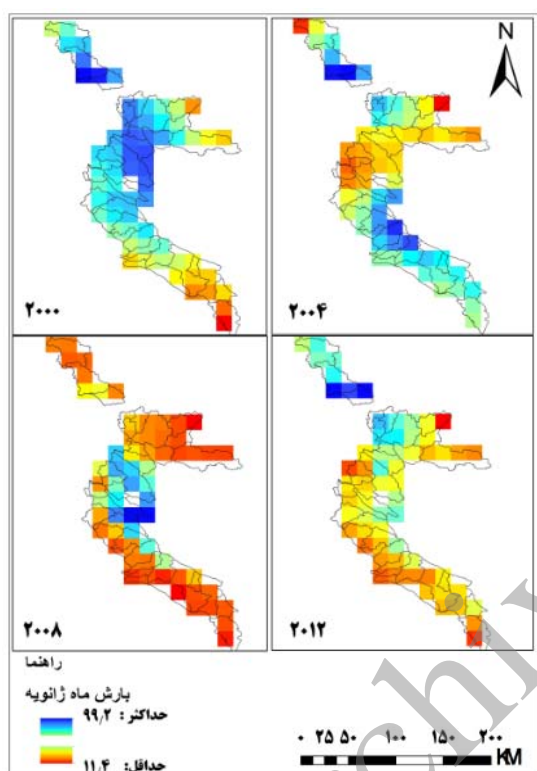 N
۲۰۰۰
۲۰۰۴
۲۰۰۸
۲۰۱۲
راهنما
بارش ماه ژانویه
حداکثر: ۹۹٫۲
حداقل: ۱۱٫۴
۰ ۲۵ ۵۰ ۱۰۰ ۱۵۰ ۲۰۰
KM